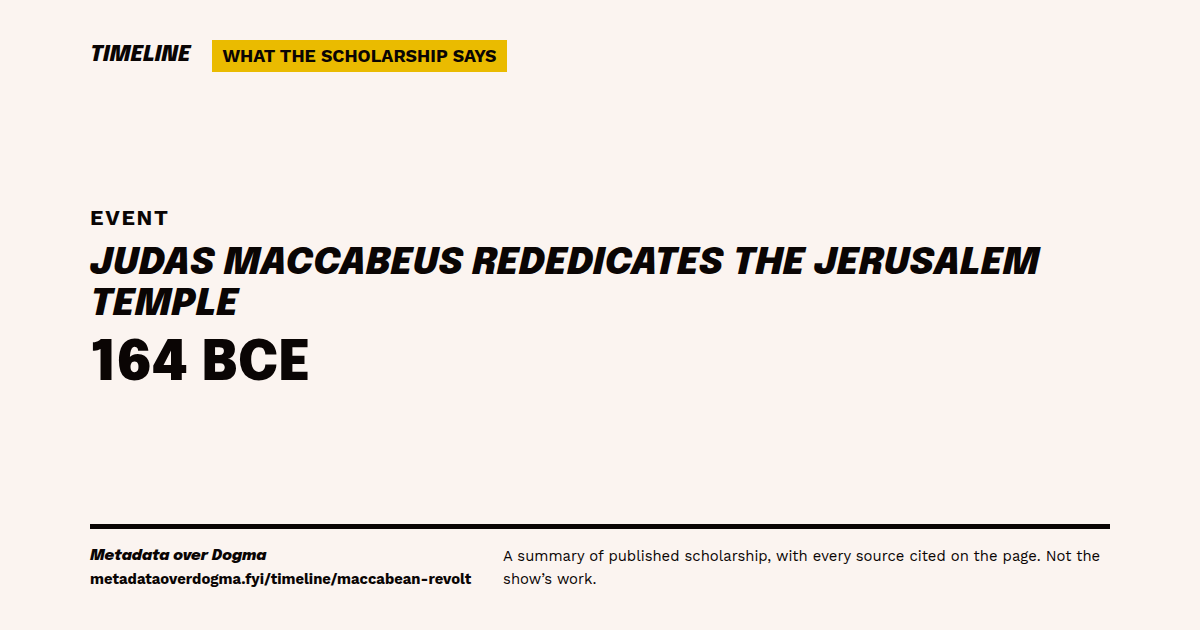 TIMELINE
WHAT THE SCHOLARSHIP SAYS
EVENT
JUDAS MACCABEUS REDEDICATES THE JERUSALEM
TEMPLE
164 BCE
Metadata over Dogma
metadataoverdogma.fyi/timeline/maccabean-revolt
A summary of published scholarship, with every source cited on the page. Not the
show’s work.